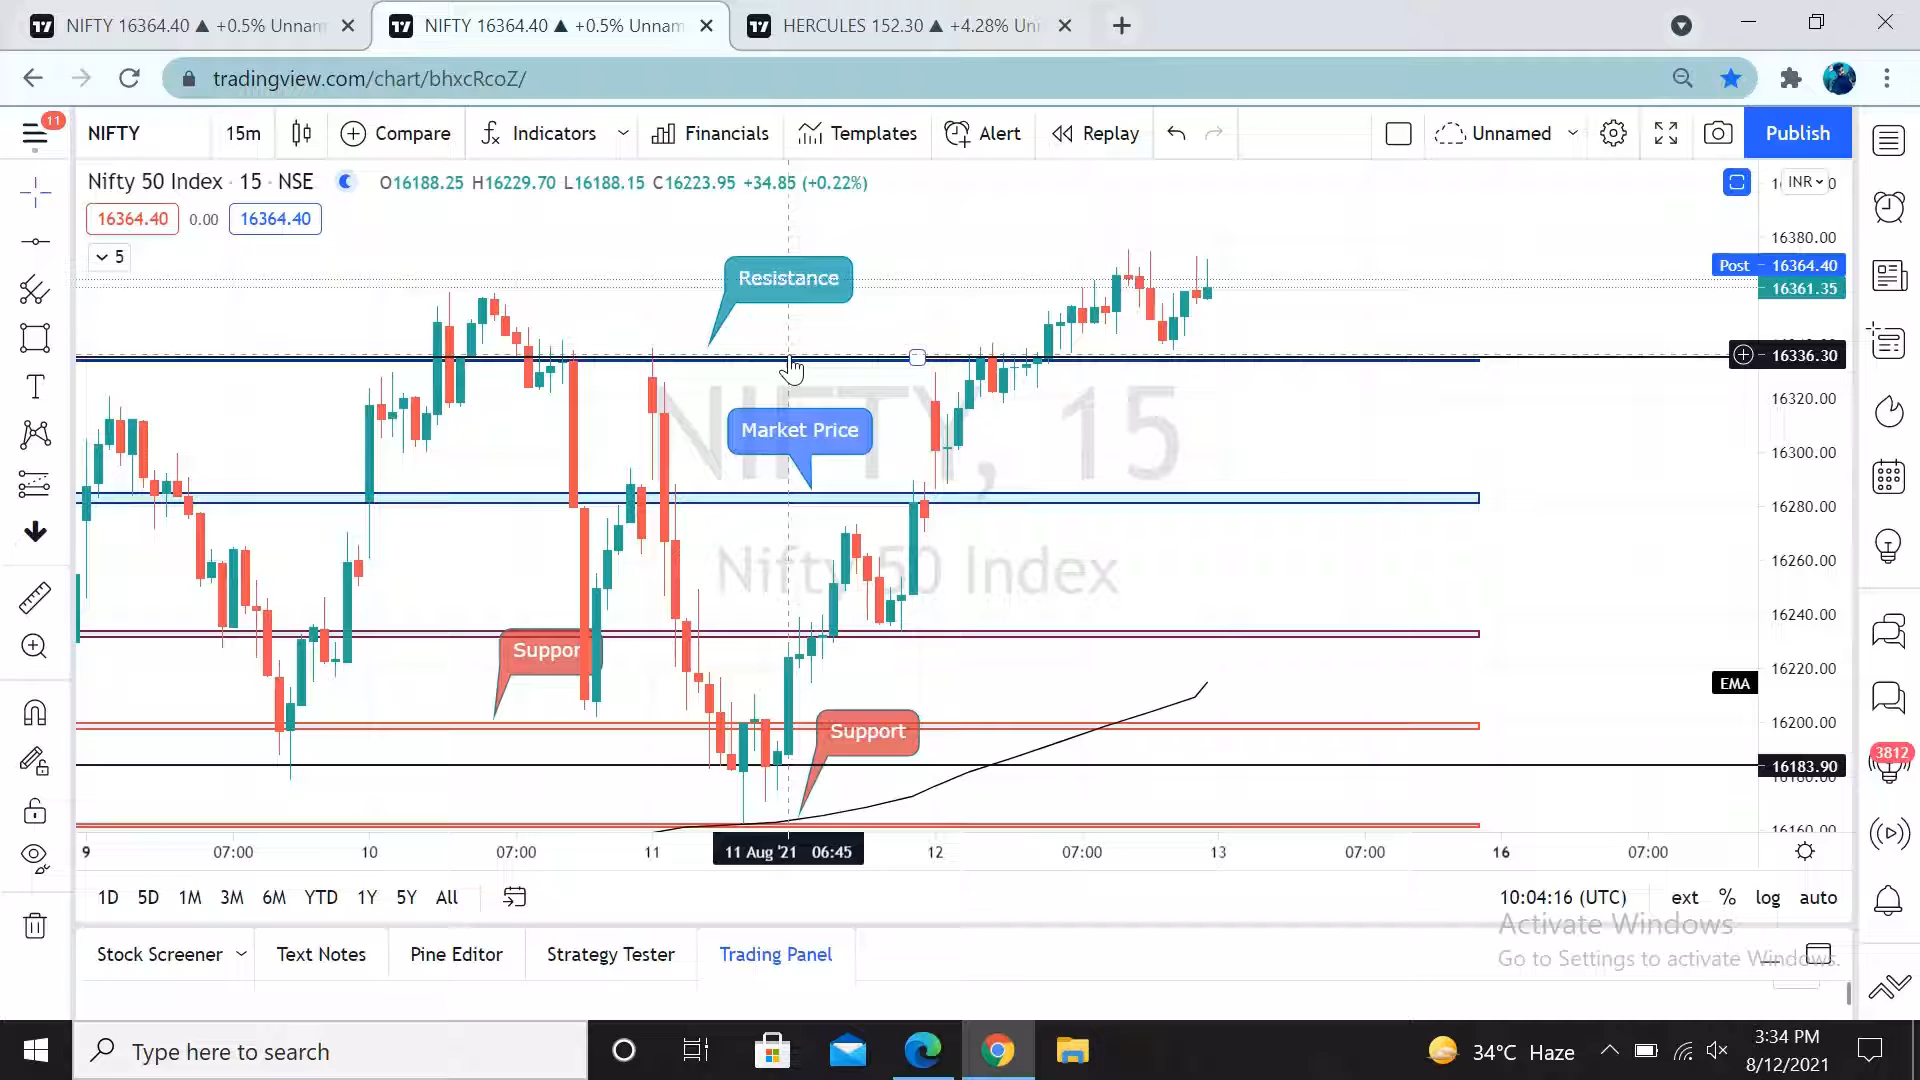 NIFTY 16364.40 ▲ +0.5% Unnam
NIFTY 16364.40 ▲ +0.5% Unnam
HERCULES 152.30 ▲ +4.28% Un
tradingview.com/chart/bhxcRcoZ/
11
NIFTY
15m
Compare
Indicators
Financials
Templates
Alert
Replay
Unnamed
Publish
Nifty 50 Index · 15 · NSE
O16188.25 H16229.70 L16188.15 C16223.95 +34.85 (+0.22%)
INR
16364.40
0.00
16364.40
5
16380.00
Post
16364.40
16361.35
16336.30
16320.00
16300.00
16280.00
16260.00
16240.00
16220.00
EMA
16200.00
16183.90
16160.00
Resistance
Market Price
NIFTY, 15
Nifty 50 Index
Suppor
Support
3812
9
07:00
10
07:00
11
11 Aug '21 06:45
12
07:00
13
07:00
16
07:00
1D 5D 1M 3M 6M YTD 1Y 5Y All
10:04:16 (UTC)
ext % log auto
Activate Windows
Go to Settings to activate Windows.
Stock Screener
Text Notes
Pine Editor
Strategy Tester
Trading Panel
Type here to search
34°C Haze
3:34 PM
8/12/2021